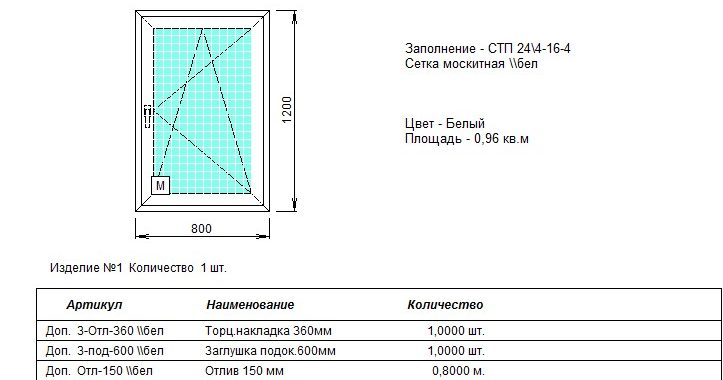 Заполнение - СТП 24\4-16-4
Сетка москитная \\бел
1200
Цвет - Белый
Площадь - 0,96 кв.м
М
800
Изделие №1 Количество 1 шт.
Артикул Наименование Количество
Доп. З-Отл-360 \\бел Торц.накладка 360мм 1,0000 шт.
Доп. З-под-600 \\бел Заглушка подок.600мм 1,0000 шт.
Доп. Отл-150 \\бел Отлив 150 мм 0,8000 м.